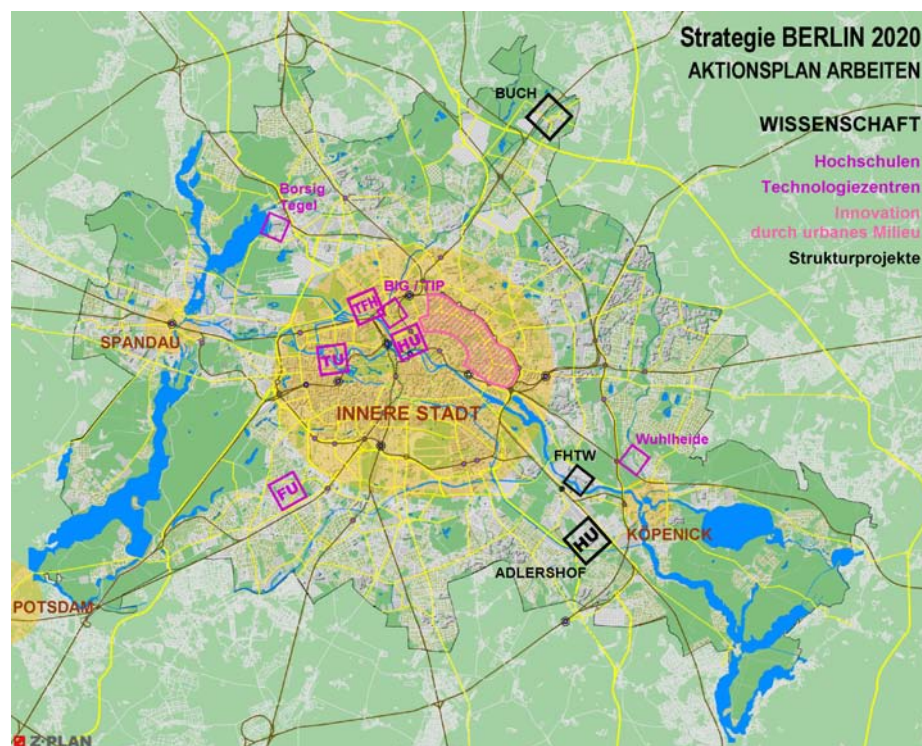 Strategie BERLIN 2020
AKTIONSPLAN ARBEITEN
WISSENSCHAFT
Hochschulen
Technologiezentren
Innovation
durch urbanes Milieu
Strukturprojekte
BUCH
Borsig
Tegel
BIG / TIP
TFH
HU
TU
SPANDAU
INNERE STADT
Wuhlheide
FHTW
FU
HU
KÖPENICK
ADLERSHOF
POTSDAM
Z-PLAN